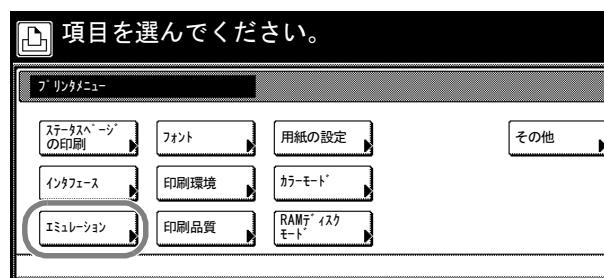 項目を選んでください。
プリンタメニュー
ステータスページ
の印刷
フォント
用紙の設定
その他
インタフェース
印刷環境
カラーモード
エミュレーション
印刷品質
RAMディスク
モード